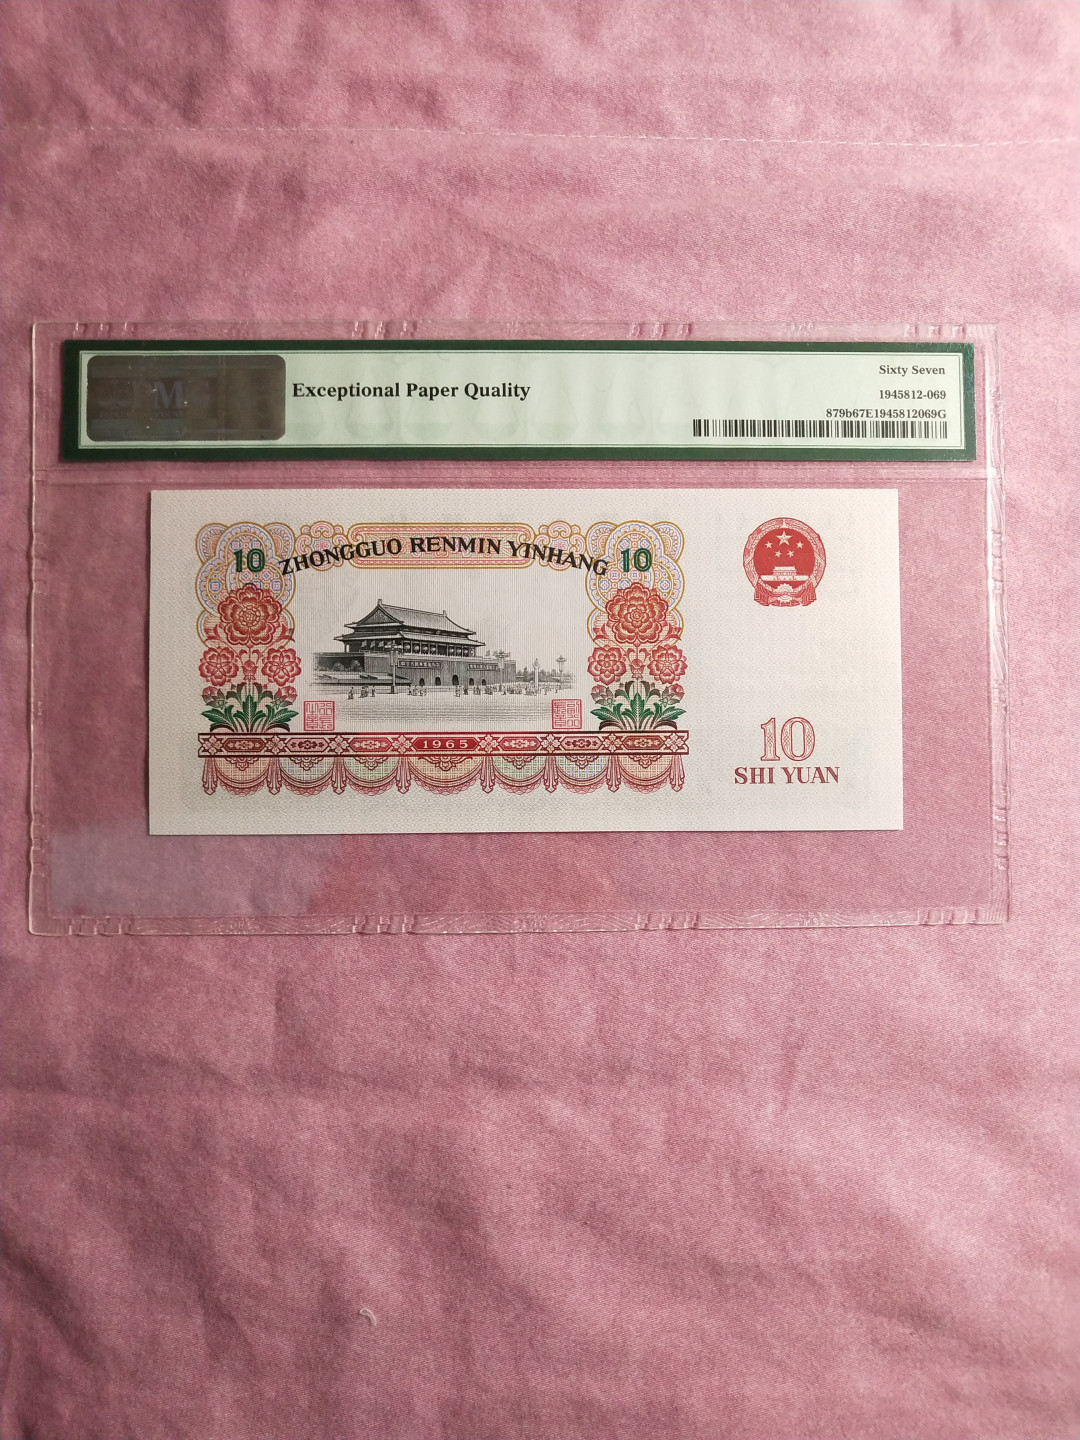 M
Exceptional Paper Quality
Sixty Seven
1945812-069
879b67E1945812069G
10 ZHONGGUO RENMIN YINHANG 10
1965
10
SHI YUAN